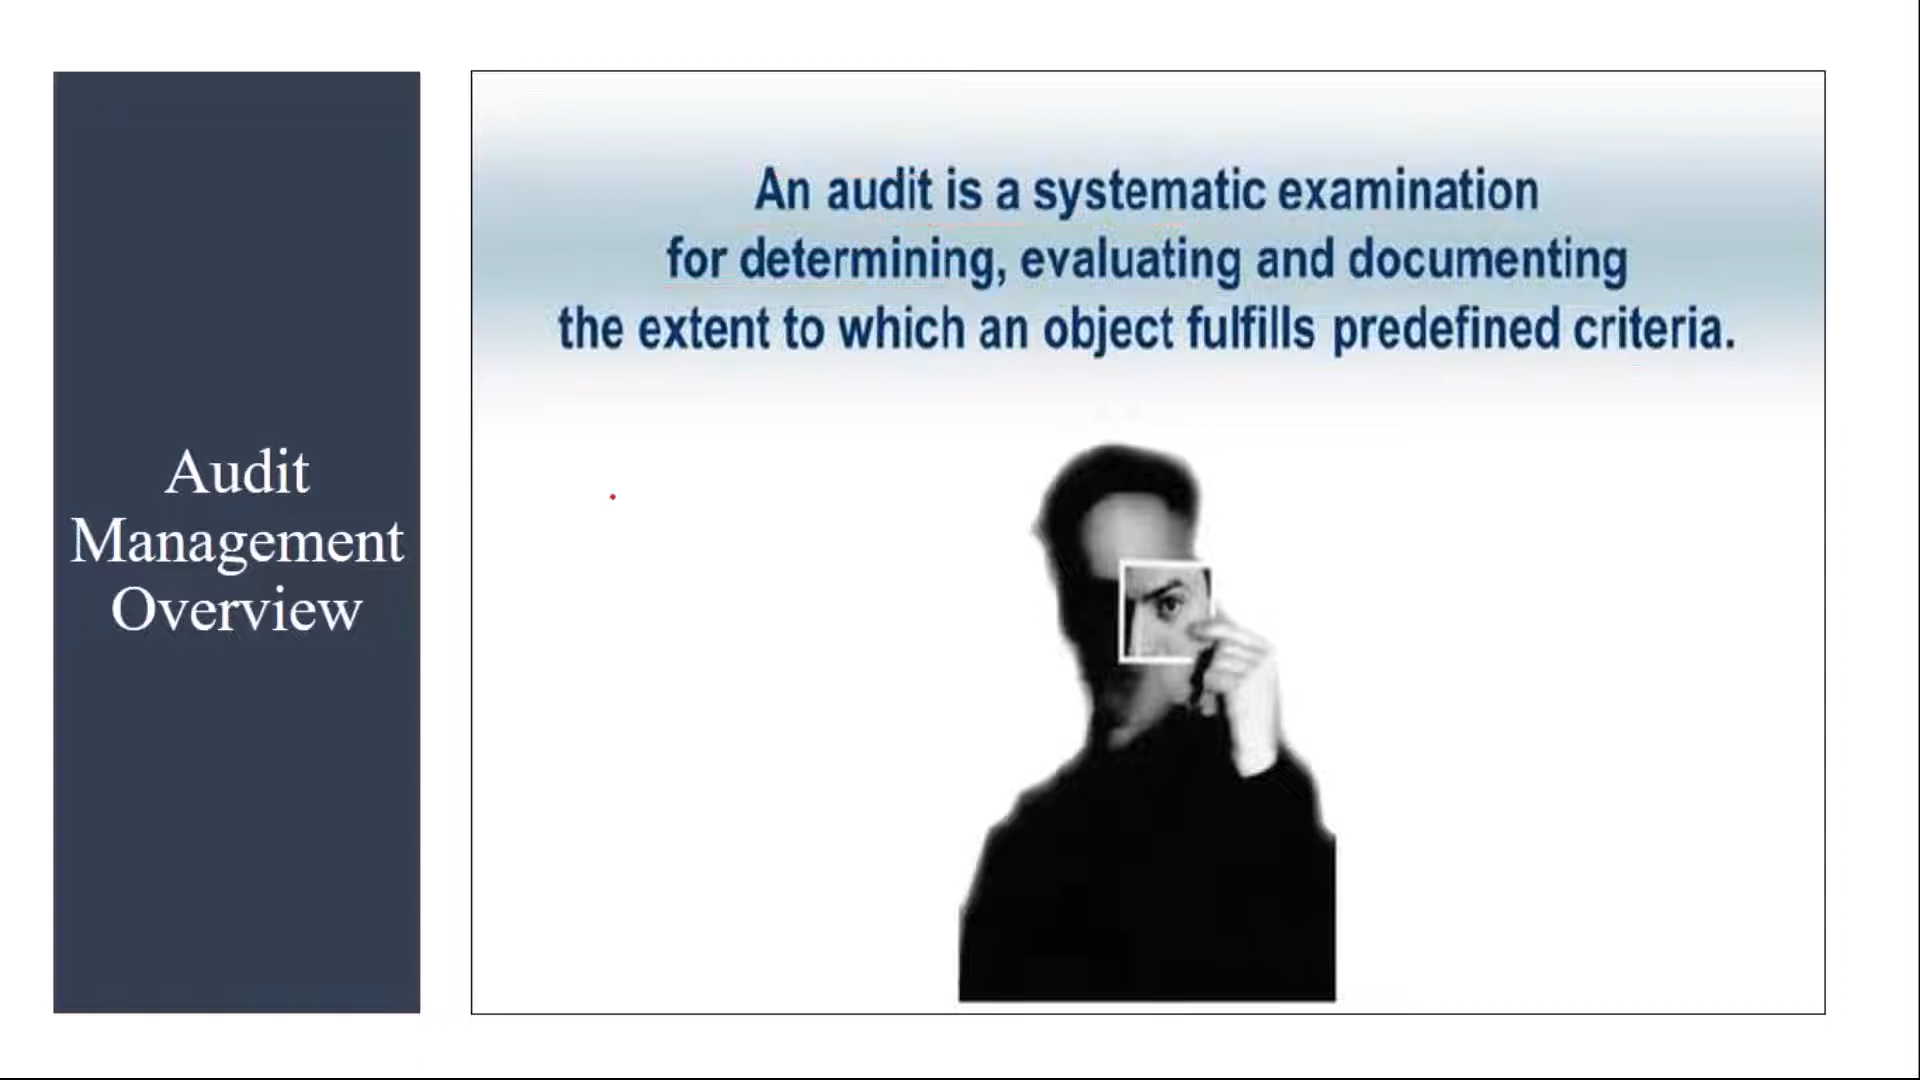 Audit
Management
Overview
An audit is a systematic examination
for determining, evaluating and documenting
the extent to which an object fulfills predefined criteria.